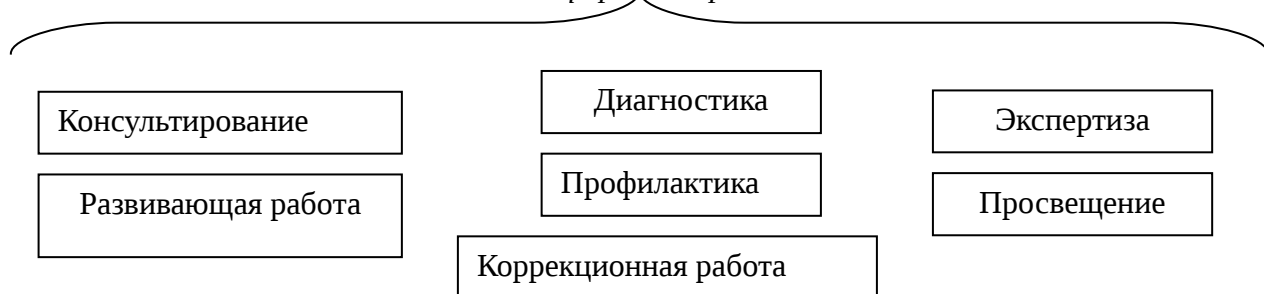 Консультирование
Диагностика
Экспертиза
Развивающая работа
Профилактика
Просвещение
Коррекционная работа